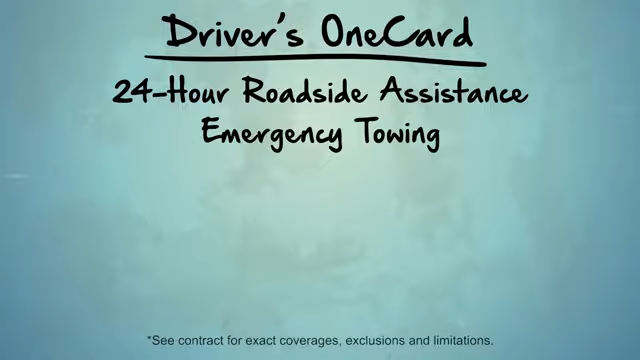 Driver's OneCard
24-Hour Roadside Assistance
Emergency Towing
*See contract for exact coverages, exclusions and limitations.